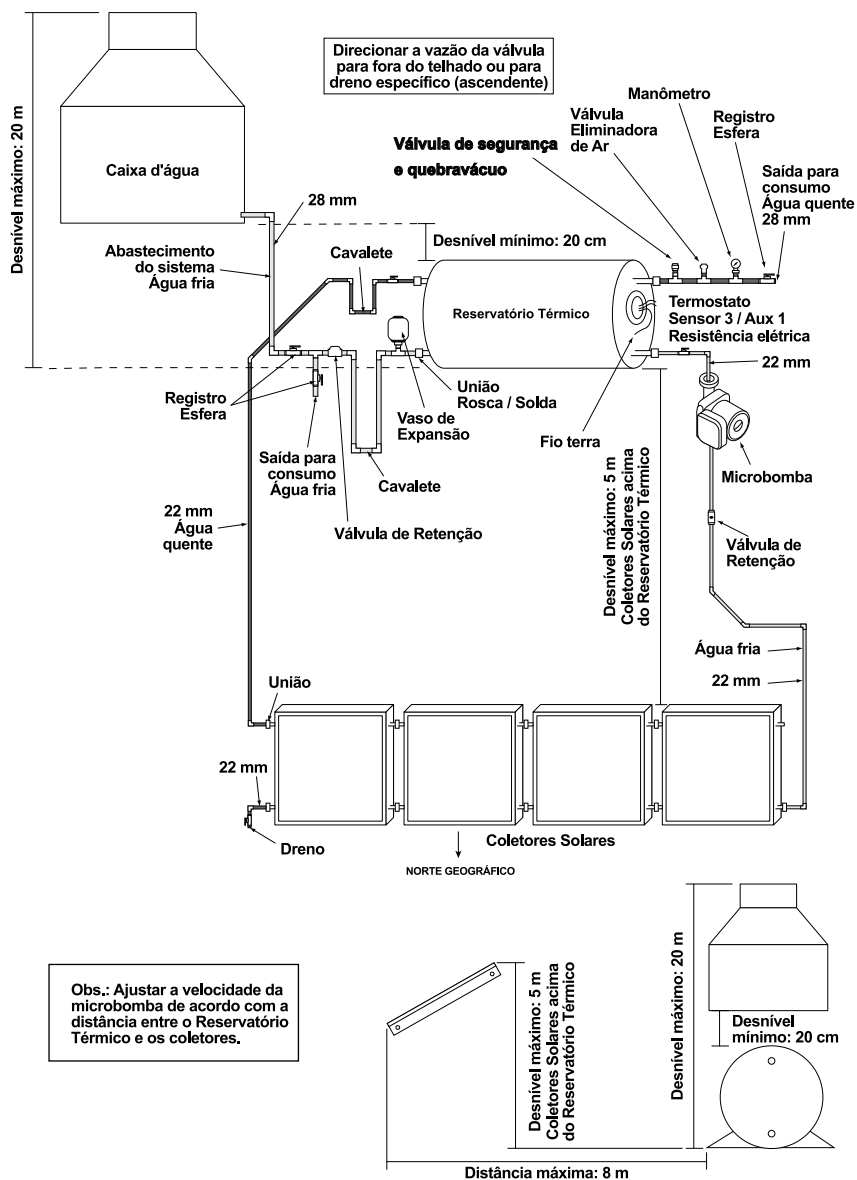 Desnível máximo: 20 m
Caixa d'água
Direcionar a vazão da válvula
para fora do telhado ou para
dreno específico (ascendente)
Manômetro
Válvula
Eliminadora
de Ar
Registro
Esfera
Válvula de segurança
e quebravácuo
Saída para
consumo
Água quente
28 mm
28 mm
Abastecimento
do sistema
Água fria
Cavalete
Desnível mínimo: 20 cm
Reservatório Térmico
Termostato
Sensor 3 / Aux 1
Resistência elétrica
22 mm
Registro
Esfera
Vaso de
Expansão
União
Rosca / Solda
Fio terra
Saída para
consumo
Água fria
Cavalete
Válvula de Retenção
22 mm
Água
quente
Desnível máximo: 5 m
Coletores Solares acima
do Reservatório Térmico
Microbomba
Válvula de
Retenção
Água fria
22 mm
União
22 mm
Dreno
Coletores Solares
NORTE GEOGRÁFICO
Obs.: Ajustar a velocidade da
microbomba de acordo com a
distância entre o Reservatório
Térmico e os coletores.
Desnível máximo: 5 m
Coletores Solares acima
do Reservatório Térmico
Desnível máximo: 20 m
Desnível
mínimo: 20 cm
Distância máxima: 8 m